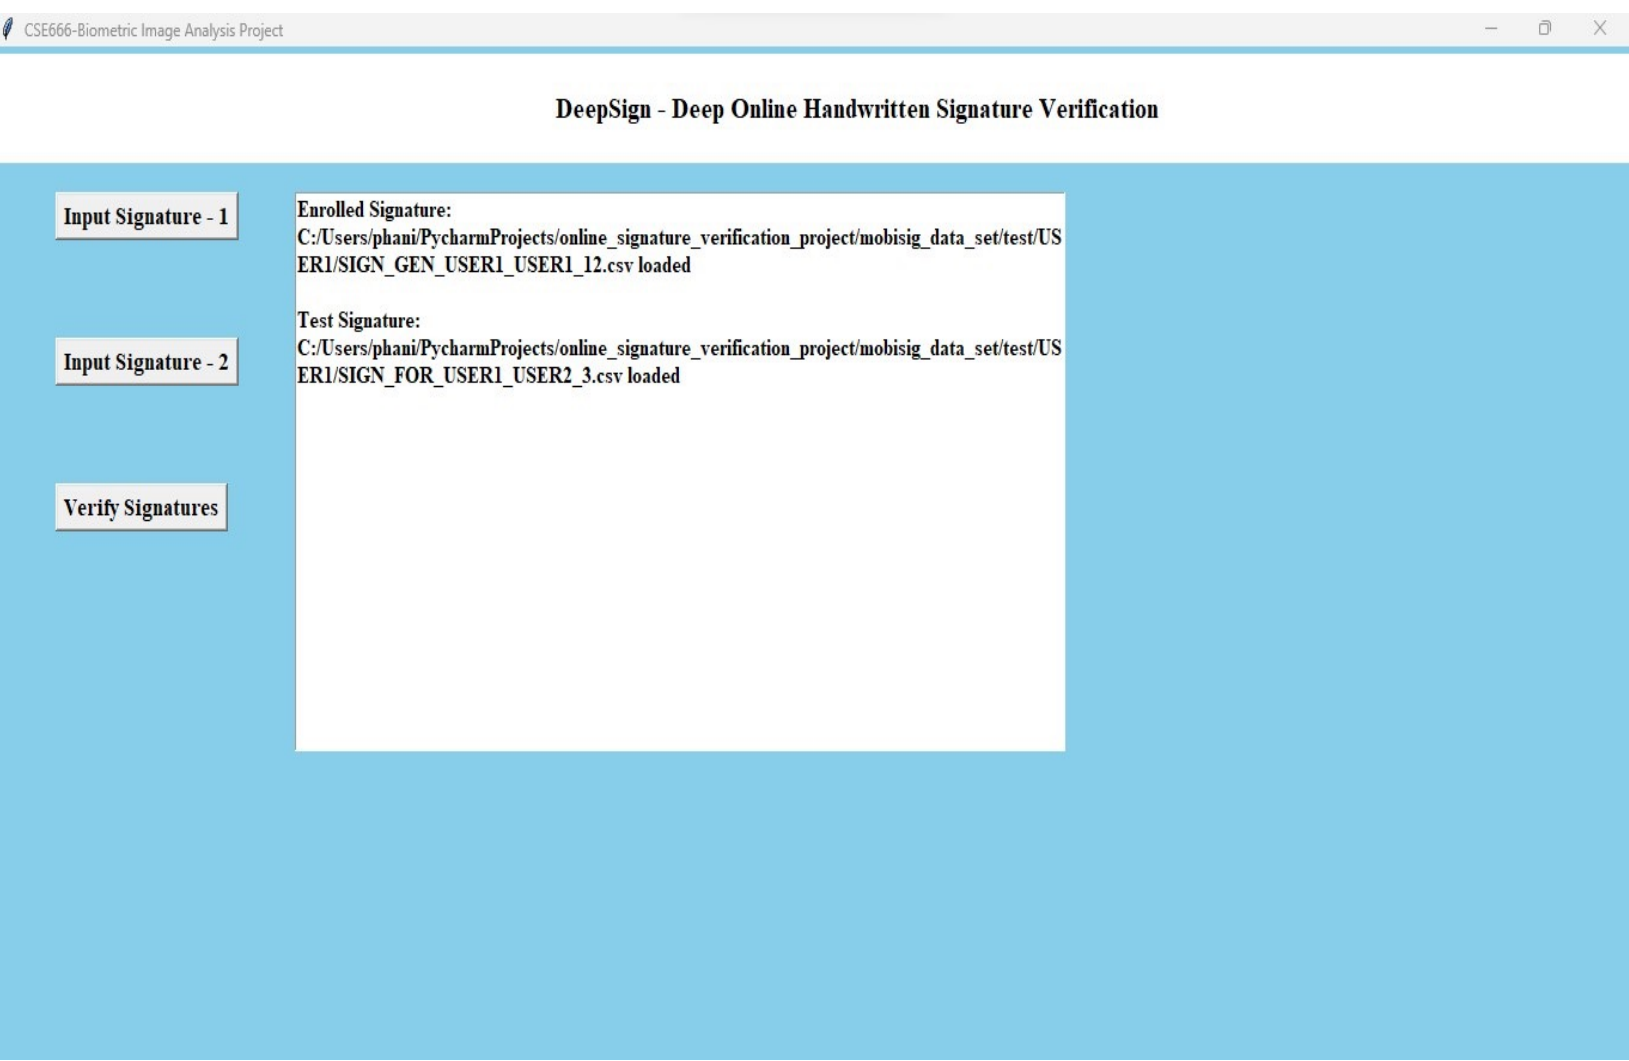 CSE666-Biometric Image Analysis Project
DeepSign - Deep Online Handwritten Signature Verification
Input Signature - 1
Enrolled Signature:
C:/Users/phani/PycharmProjects/online_signature_verification_project/mobisig_data_set/test/US
ER1/SIGN_GEN_USER1_USER1_12.csv loaded
Test Signature:
Input Signature - 2
C:/Users/phani/PycharmProjects/online_signature_verification_project/mobisig_data_set/test/US
ER1/SIGN_FOR_USER1_USER2_3.csv loaded
Verify Signatures